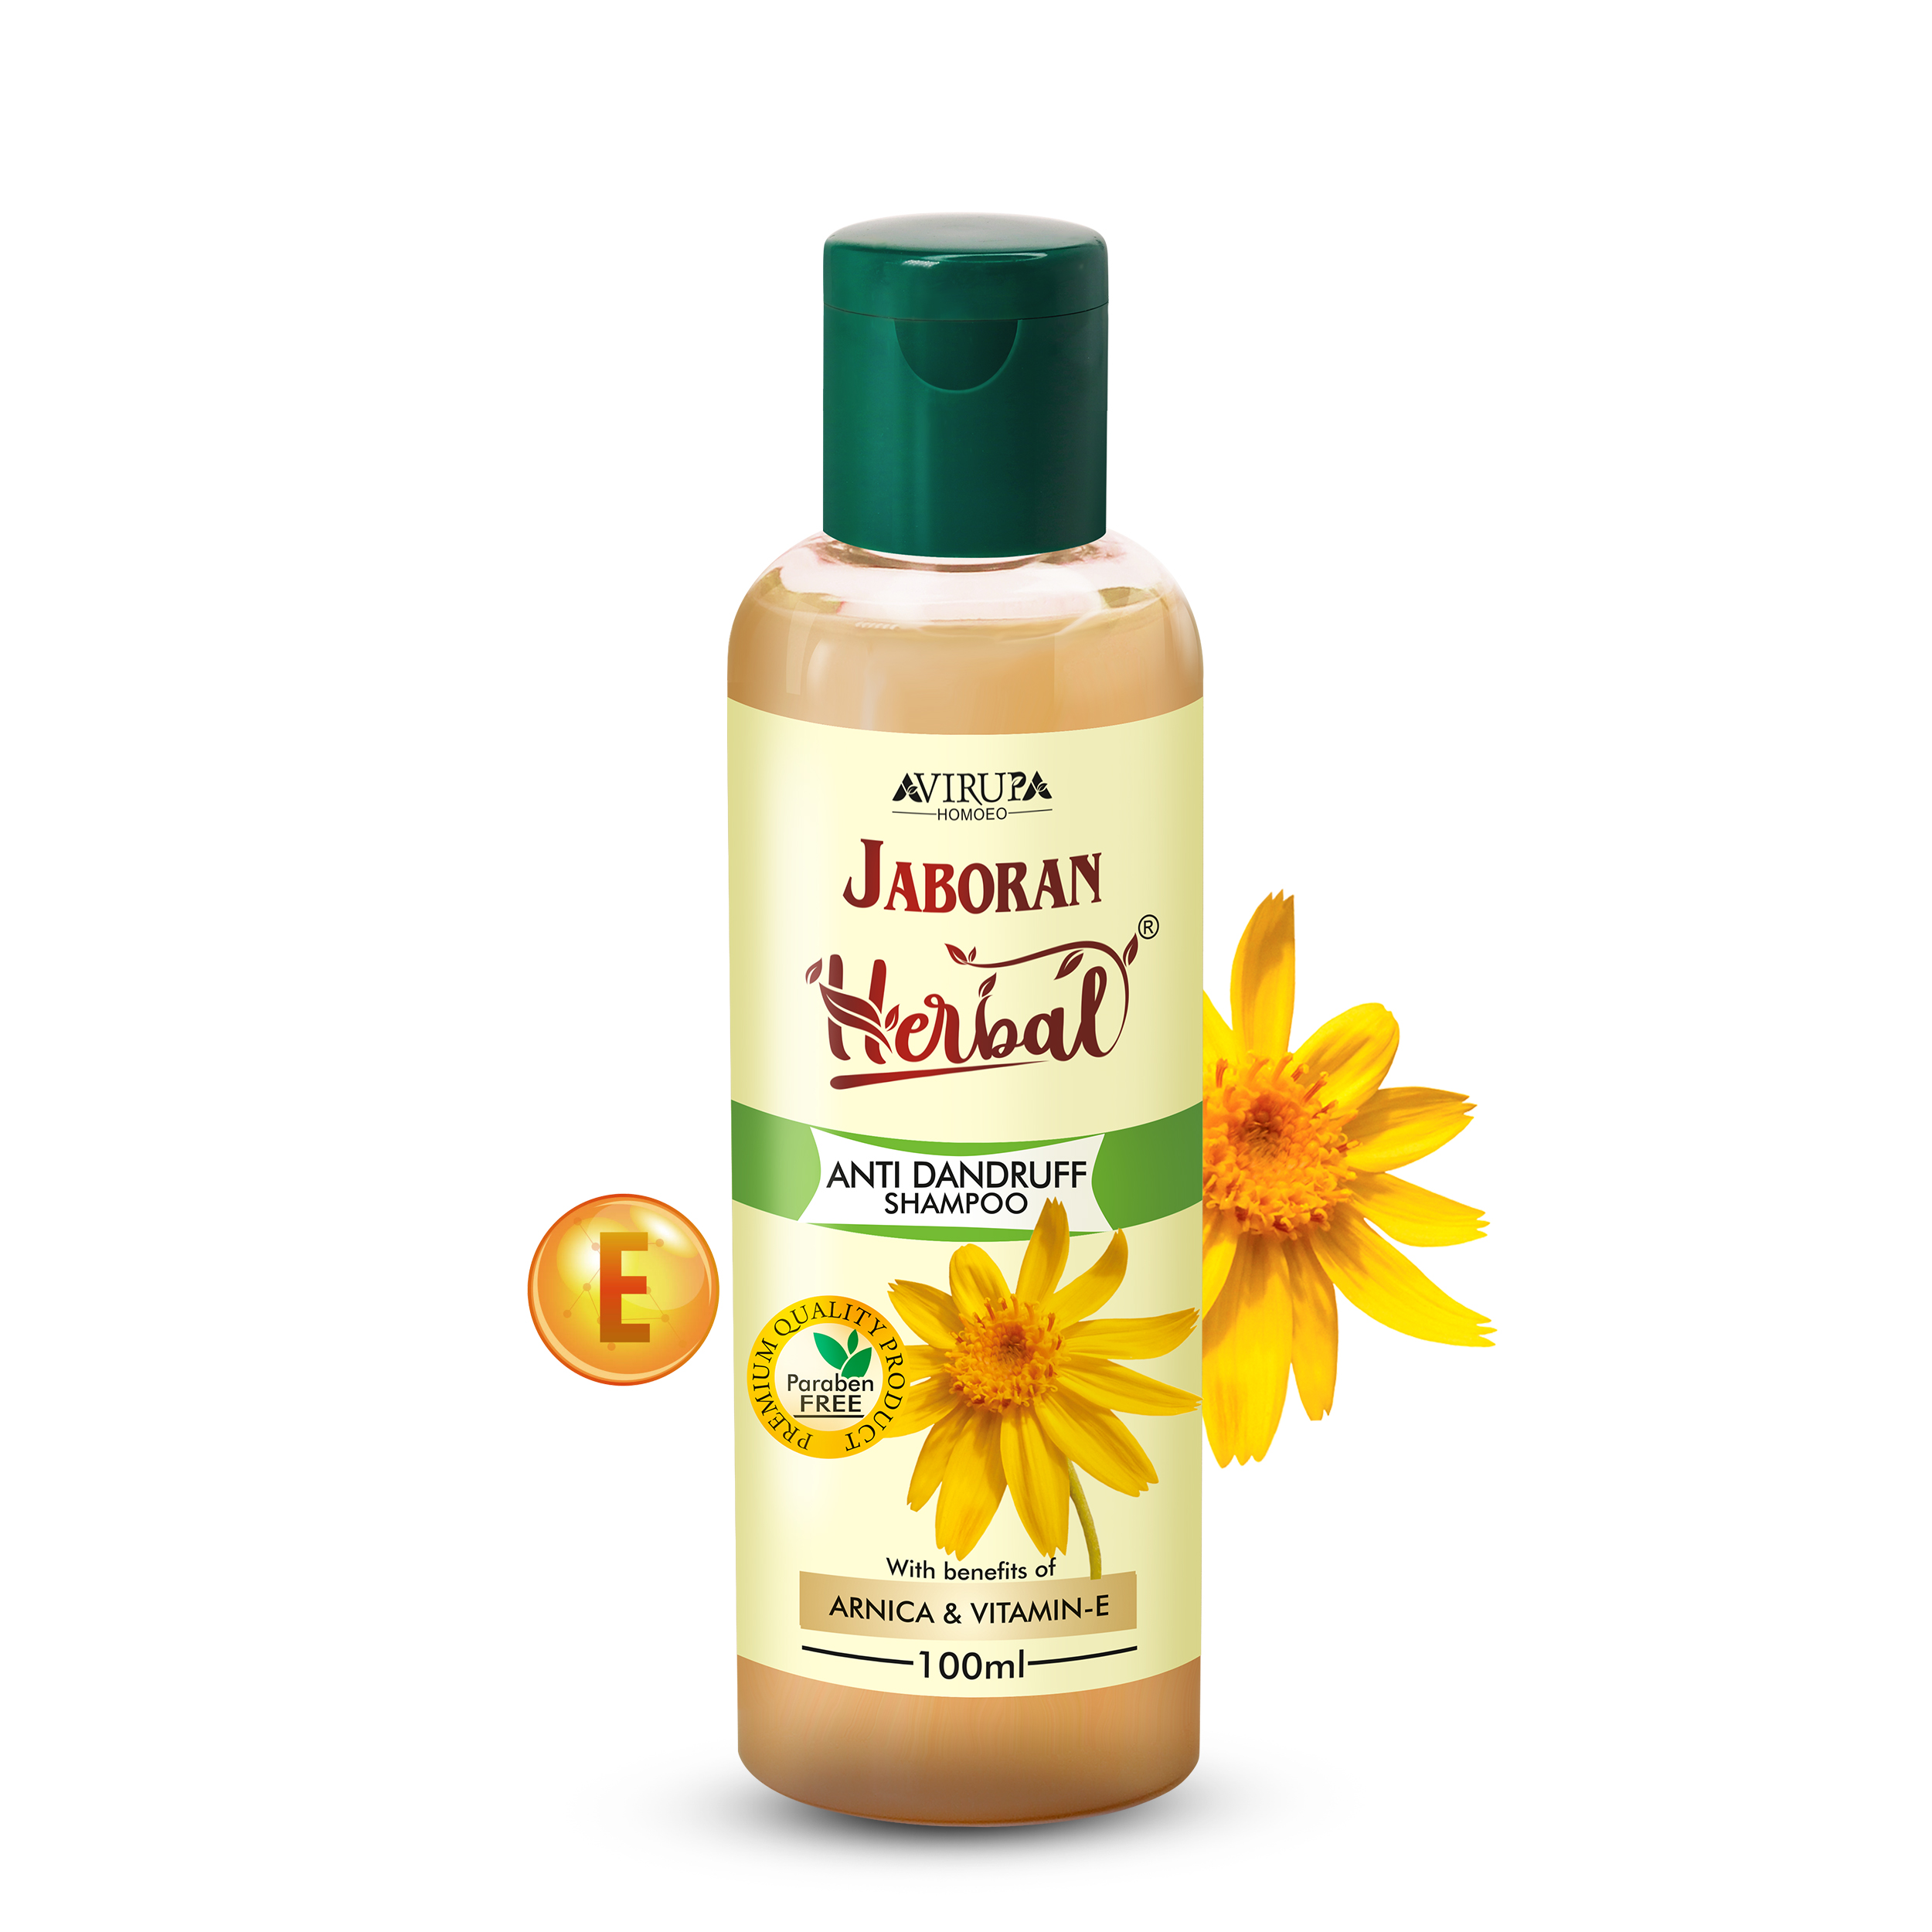 AVIRUPA
HOMOEO
JABORAN
Herbal®
ANTI DANDRUFF
SHAMPOO
E
PREMIUM QUALITY PRODUCT
Paraben
FREE
With benefits of
ARNICA & VITAMIN-E
100ml